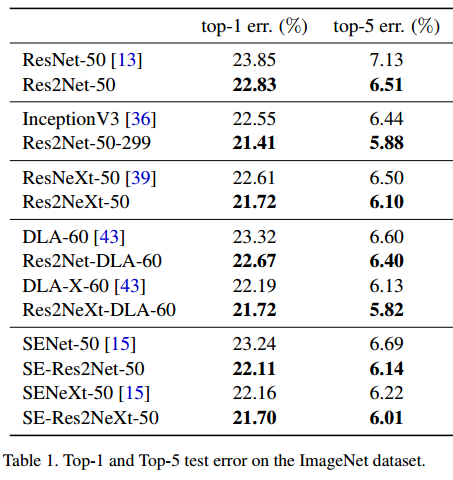 top-1 err. (%) top-5 err. (%)
ResNet-50 [13] 23.85 7.13
Res2Net-50 22.83 6.51
InceptionV3 [36] 22.55 6.44
Res2Net-50-299 21.41 5.88
ResNeXt-50 [39] 22.61 6.50
Res2NeXt-50 21.72 6.10
DLA-60 [43] 23.32 6.60
Res2Net-DLA-60 22.67 6.40
DLA-X-60 [43] 22.19 6.13
Res2NeXt-DLA-60 21.72 5.82
SENet-50 [15] 23.24 6.69
SE-Res2Net-50 22.11 6.14
SENeXt-50 [15] 22.16 6.22
SE-Res2NeXt-50 21.70 6.01
Table 1. Top-1 and Top-5 test error on the ImageNet dataset.